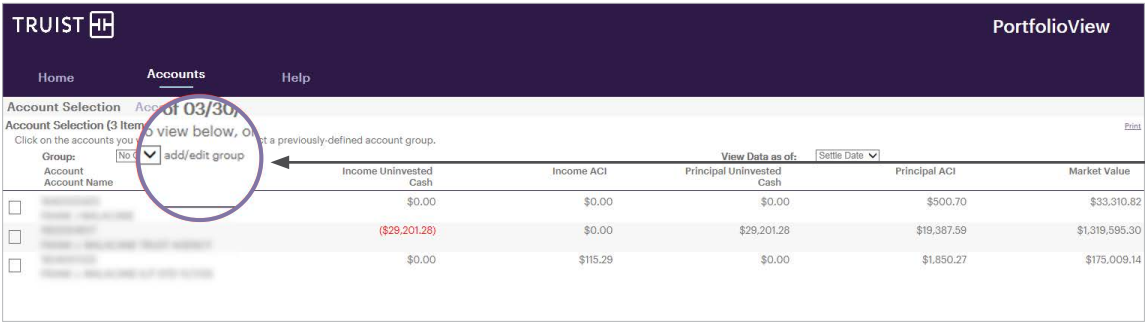 TRUIST
PortfolioView
Home Accounts Help
Account Selection
of 03/30/
Account Selection (3 Item
o view below, o
Print
Click on the accounts you a previously-defined account group.
Group: add/edit group View Data as of: Settle Date
Account Income Uninvested Income ACI Principal Uninvested Principal ACI Market Value
Account Name Cash Cash
$0.00 $0.00 $0.00 $500.70 $33,310.82
($29,201.28) $0.00 $29,201.28 $19,387.59 $1,319,595.30
$0.00 $115.29 $0.00 $1,850.27 $175,009.14